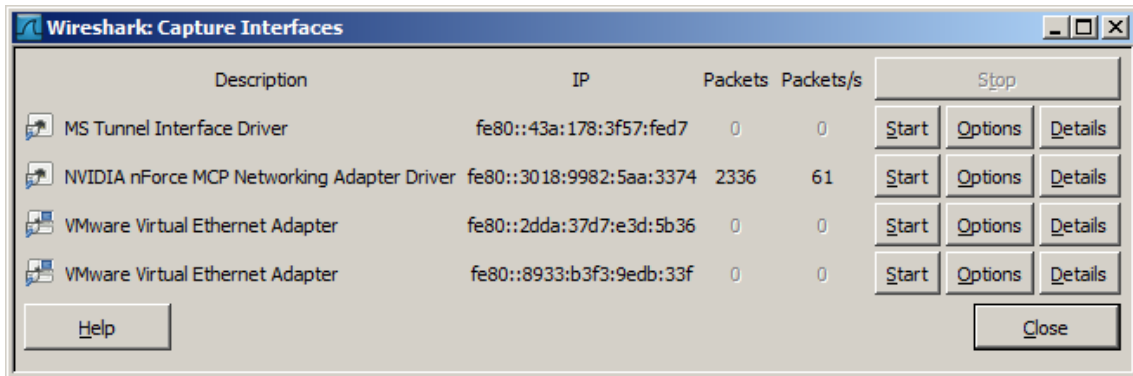 Wireshark: Capture Interfaces
Description IP Packets Packets/s Stop
MS Tunnel Interface Driver fe80::43a:178:3f57:fed7 0 0 Start Options Details
NVIDIA nForce MCP Networking Adapter Driver fe80::3018:9982:5aa:3374 2336 61 Start Options Details
VMware Virtual Ethernet Adapter fe80::2dda:37d7:e3d:5b36 0 0 Start Options Details
VMware Virtual Ethernet Adapter fe80::8933:b3f3:9edb:33f 0 0 Start Options Details
Help Close